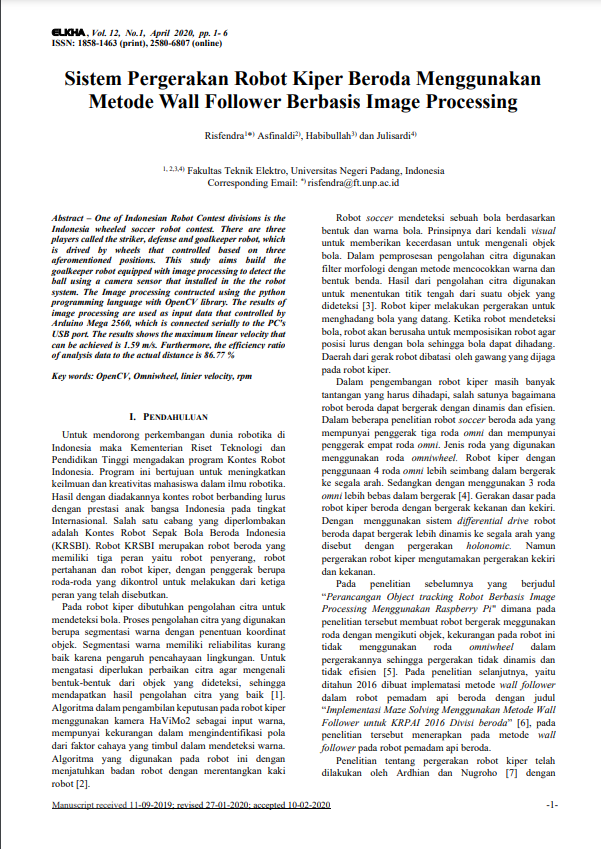 ELKHA, Vol. 12, No.1, April 2020, pp. 1- 6
ISSN: 1858-1463 (print), 2580-6807 (online)
Sistem Pergerakan Robot Kiper Beroda Menggunakan
Metode Wall Follower Berbasis Image Processing
Risfendra1*) Asfinaldi2), Habibullah3) dan Julisardi4)
1, 2,3,4) Fakultas Teknik Elektro, Universitas Negeri Padang, Indonesia
Corresponding Email: *) risfendra@ft.unp.ac.id
Abstract – One of Indonesian Robot Contest divisions is the
Indonesia wheeled soccer robot contest. There are three
players called the striker, defense and goalkeeper robot, which
is drived by wheels that controlled based on three
aferomentioned positions. This study aims build the
goalkeeper robot equipped with image processing to detect the
ball using a camera sensor that installed in the the robot
system. The Image processing contructed using the python
programming language with OpenCV library. The results of
image processing are used as input data that controlled by
Arduino Mega 2560, which is connected serially to the PC's
USB port. The results shows the maximum linear velocity that
can be achieved is 1.59 m/s. Furthermore, the efficiency ratio
of analysis data to the actual distance is 86.77 %
Key words: OpenCV, Omniwheel, linier velocity, rpm
I. PENDAHULUAN
Untuk mendorong perkembangan dunia robotika di
Indonesia maka Kementerian Riset Teknologi dan
Pendidikan Tinggi mengadakan program Kontes Robot
Indonesia. Program ini bertujuan untuk meningkatkan
keilmuan dan kreativitas mahasiswa dalam ilmu robotika.
Hasil dengan diadakannya kontes robot berbanding lurus
dengan prestasi anak bangsa Indonesia pada tingkat
Internasional. Salah satu cabang yang diperlombakan
adalah Kontes Robot Sepak Bola Beroda Indonesia
(KRSBI). Robot KRSBI merupakan robot beroda yang
memiliki tiga peran yaitu robot penyerang, robot
pertahanan dan robot kiper, dengan penggerak berupa
roda-roda yang dikontrol untuk melakukan dari ketiga
peran yang telah disebutkan.
Pada robot kiper dibutuhkan pengolahan citra untuk
mendeteksi bola. Proses pengolahan citra yang digunakan
berupa segmentasi warna dengan penentuan koordinat
objek. Segmentasi warna memiliki reliabilitas kurang
baik karena pengaruh pencahayaan lingkungan. Untuk
mengatasi diperlukan perbaikan citra agar mengenali
bentuk-bentuk dari objek yang dideteksi, sehingga
mendapatkan hasil pengolahan citra yang baik [1].
Algoritma dalam pengambilan keputusan pada robot kiper
menggunakan kamera HaViMo2 sebagai input warna,
mempunyai kekurangan dalam mengindentifikasi pola
dari faktor cahaya yang timbul dalam mendeteksi warna.
Algoritma yang digunakan pada robot ini dengan
menjatuhkan badan robot dengan merentangkan kaki
robot [2].
Robot soccer mendeteksi sebuah bola berdasarkan
bentuk dan warna bola. Prinsipnya dari kendali visual
untuk memberikan kecerdasan untuk mengenali objek
bola. Dalam pemprosesan pengolahan citra digunakan
filter morfologi dengan metode mencocokkan warna dan
bentuk benda. Hasil dari pengolahan citra digunakan
untuk menentukan titik tengah dari suatu objek yang
dideteksi [3]. Robot kiper melakukan pergerakan untuk
menghadang bola yang datang. Ketika robot mendeteksi
bola, robot akan berusaha untuk memposisikan robot agar
posisi lurus dengan bola sehingga bola dapat dihadang.
Daerah dari gerak robot dibatasi oleh gawang yang dijaga
pada robot kiper.
Dalam pengembangan robot kiper masih banyak
tantangan yang harus dihadapi, salah satunya bagaimana
robot beroda dapat bergerak dengan dinamis dan efisien.
Dalam beberapa penelitian robot soccer beroda ada yang
mempunyai penggerak tiga roda omni dan mempunyai
penggerak empat roda omni. Jenis roda yang digunakan
menggunakan roda omniwheel. Robot kiper dengan
penggunaan 4 roda omni lebih seimbang dalam bergerak
ke segala arah. Sedangkan dengan menggunakan 3 roda
omni lebih bebas dalam bergerak [4]. Gerakan dasar pada
robot kiper beroda dengan bergerak kekanan dan kekiri.
Dengan menggunakan sistem differential drive robot
beroda dapat bergerak lebih dinamis ke segala arah yang
disebut dengan pergerakan holonomic. Namun
pergerakan robot kiper mengutamakan pergerakan kekiri
dan kekanan.
Pada penelitian sebelumnya yang berjudul
“Perancangan Object tracking Robot Berbasis Image
Processing Menggunakan Raspberry Pi" dimana pada
penelitian tersebut membuat robot bergerak meggunakan
roda dengan mengikuti objek, kekurangan pada robot ini
tidak menggunakan roda omniwheel dalam
pergerakannya sehingga pergerakan tidak dinamis dan
tidak efisien [5]. Pada penelitian selanjutnya, yaitu
ditahun 2016 dibuat implematasi metode wall follower
dalam robot pemadam api beroda dengan judul
“Implementasi Maze Solving Menggunakan Metode Wall
Follower untuk KRPAI 2016 Divisi beroda” [6], pada
penelitian tersebut menerapkan pada metode wall
follower pada robot pemadam api beroda.
Penelitian tentang pergerakan robot kiper telah
dilakukan oleh Ardhian dan Nugroho [7] dengan
Manuscript received 11-09-2019; revised 27-01-2020; accepted 10-02-2020
-1-